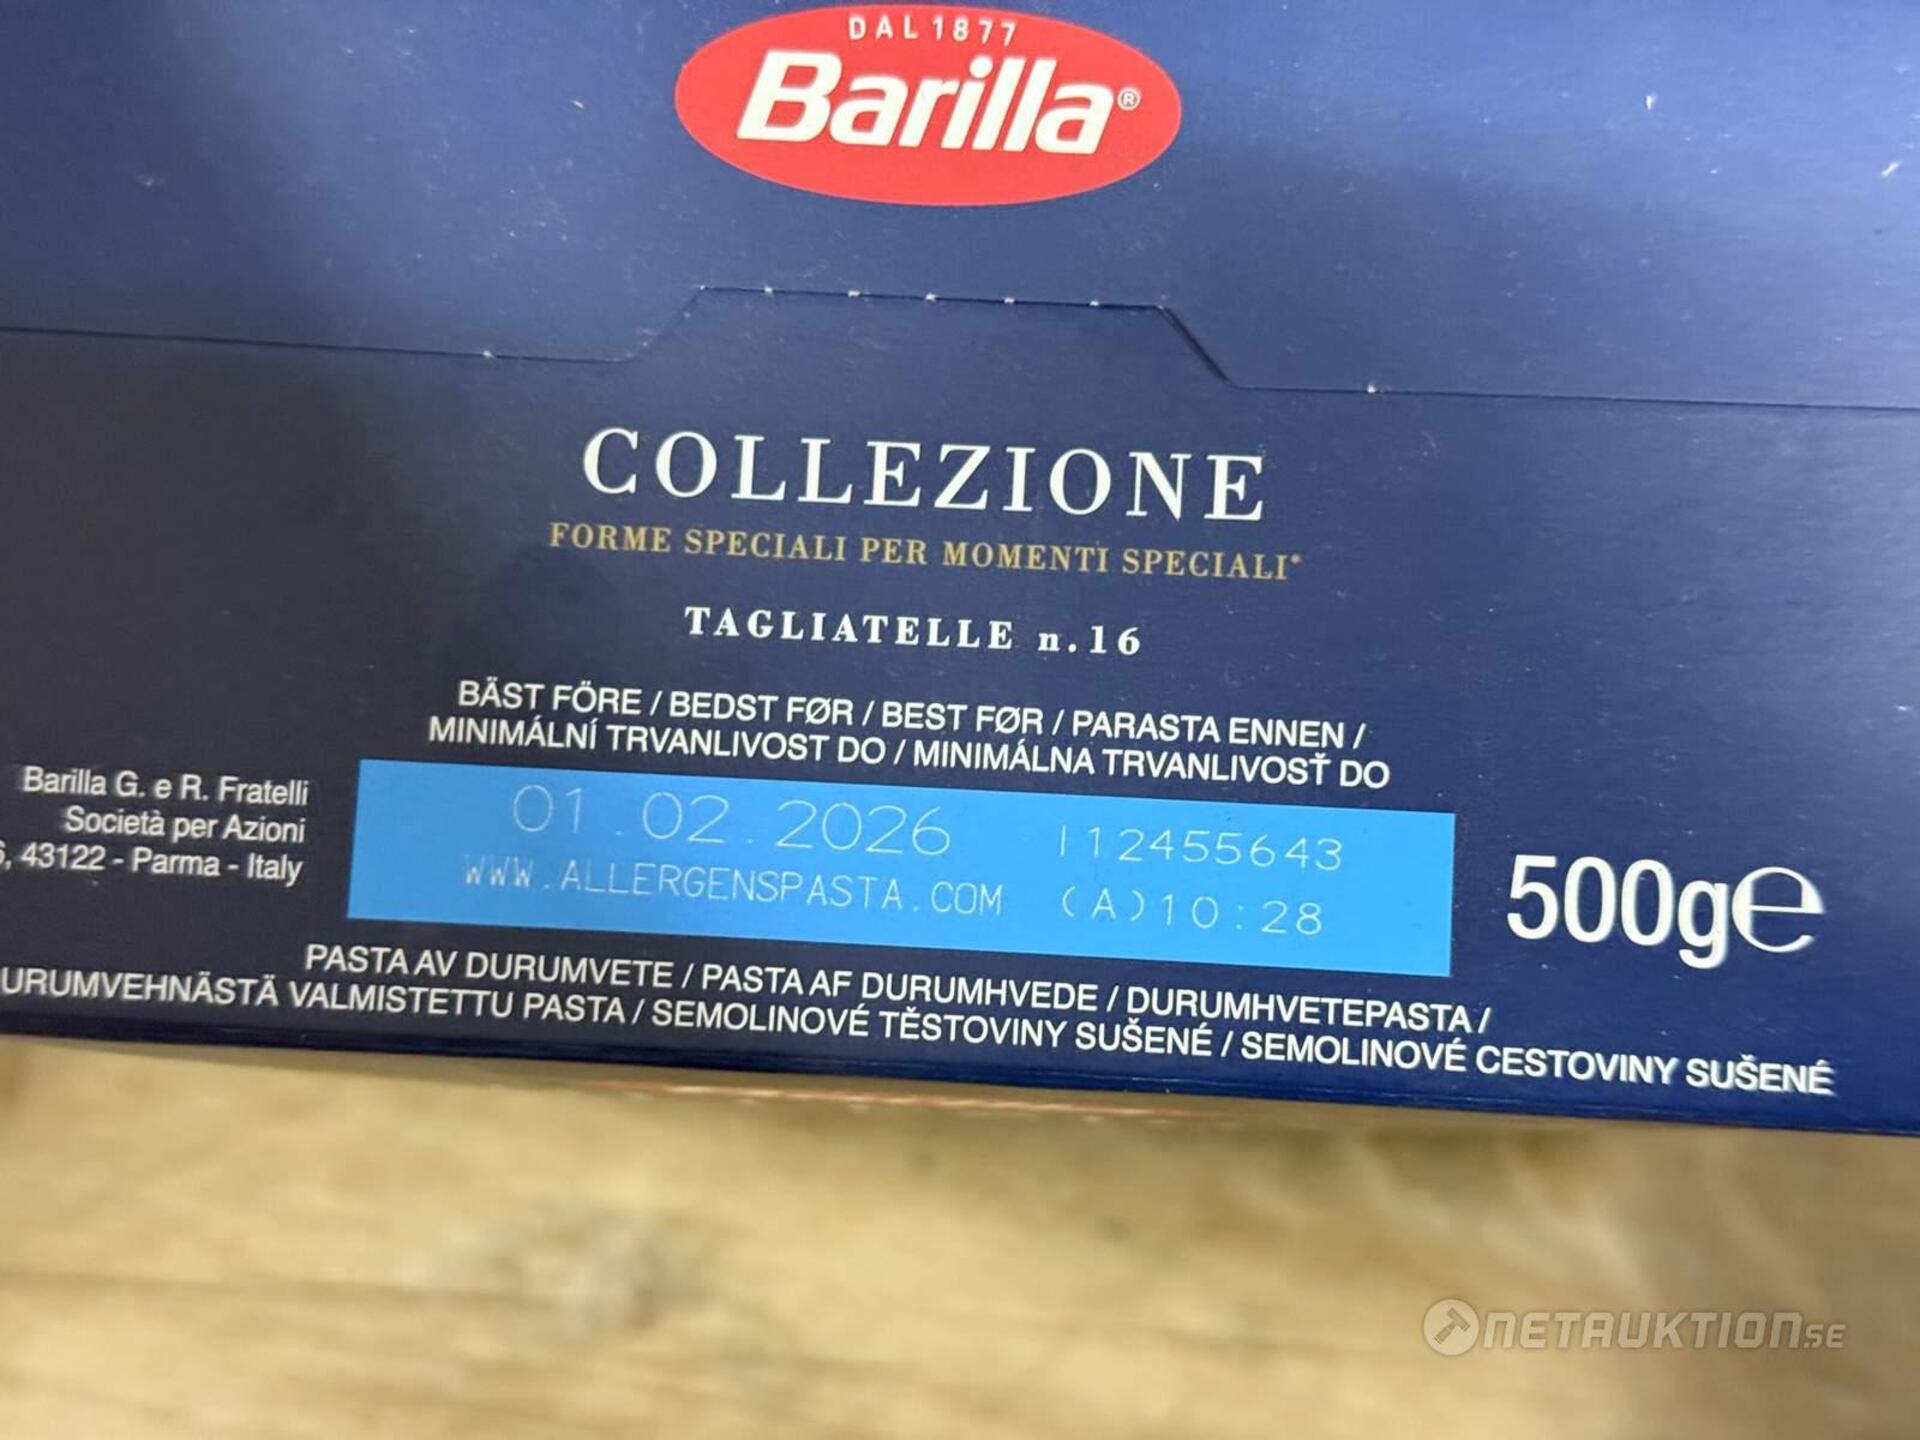 DAL 1877
Barilla®
COLLEZIONE
FORME SPECIALI PER MOMENTI SPECIALI*
TAGLIATELLE n.16
BÄST FÖRE / BEDST FØR / BEST FØR / PARASTA ENNEN /
MINIMÁLNÍ TRVANLIVOST DO / MINIMÁLNA TRVANLIVOSŤ DO
Barilla G. e R. Fratelli
Società per Azioni
, 43122 - Parma - Italy
01.02.2026 I12455643
WWW.ALLERGENSPASTA.COM (A)10:28
500g℮
PASTA AV DURUMVETE / PASTA AF DURUMHVEDE / DURUMHVETEPASTA /
URUMVEHNÄSTÄ VALMISTETTU PASTA / SEMOLINOVÉ TĚSTOVINY SUŠENÉ / SEMOLINOVÉ CESTOVINY SUŠENÉ
NETAUKTION.SE